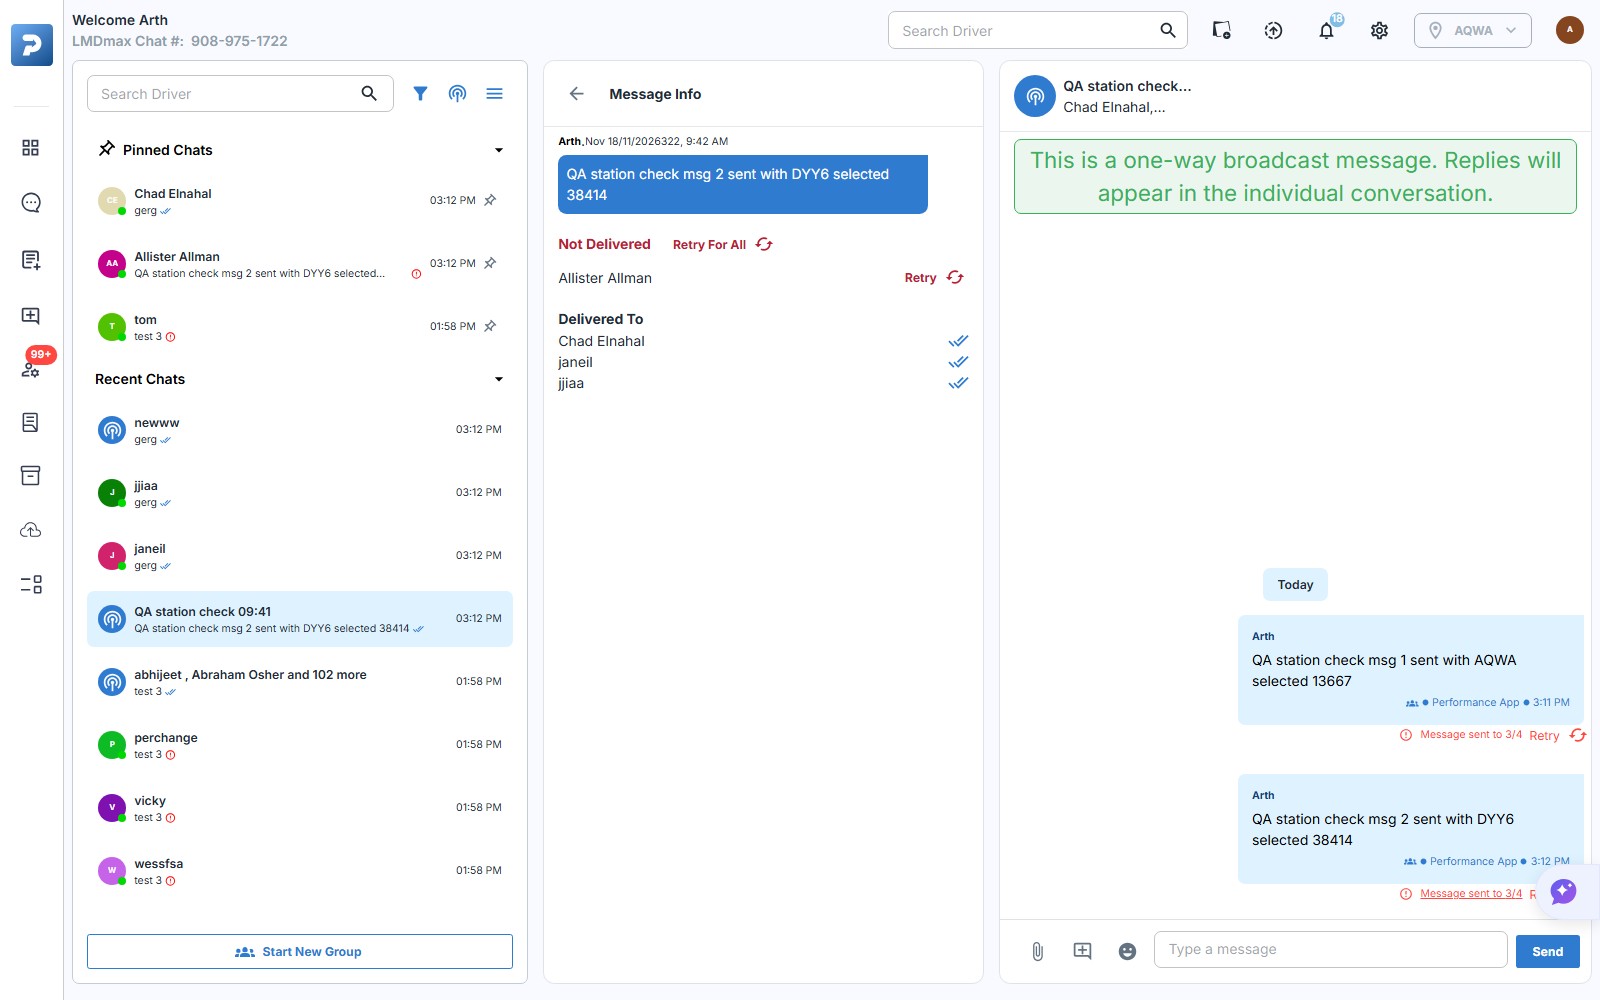 Welcome Arth
LMDmax Chat #: 908-975-1722
Search Driver
18
AQWA
A
99+
Search Driver
Pinned Chats
CE
Chad Elnahal
gerg
03:12 PM
AA
Allister Allman
QA station check msg 2 sent with DYY6 selected...
03:12 PM
T
tom
test 3
01:58 PM
Recent Chats
newww
gerg
03:12 PM
J
jjiaa
gerg
03:12 PM
J
janeil
gerg
03:12 PM
QA station check 09:41
QA station check msg 2 sent with DYY6 selected 38414
03:12 PM
abhijeet , Abraham Osher and 102 more
test 3
01:58 PM
P
perchange
test 3
01:58 PM
V
vicky
test 3
01:58 PM
W
wessfsa
test 3
01:58 PM
Start New Group
Message Info
Arth,Nov 18/11/2026322, 9:42 AM
QA station check msg 2 sent with DYY6 selected
38414
Not Delivered
Retry For All
Allister Allman
Retry
Delivered To
Chad Elnahal
janeil
jjiaa
QA station check...
Chad Elnahal,...
This is a one-way broadcast message. Replies will
appear in the individual conversation.
Today
Arth
QA station check msg 1 sent with AQWA
selected 13667
Performance App
3:11 PM
Message sent to 3/4
Retry
Arth
QA station check msg 2 sent with DYY6
selected 38414
Performance App
3:12 PM
Message sent to 3/4
Type a message
Send